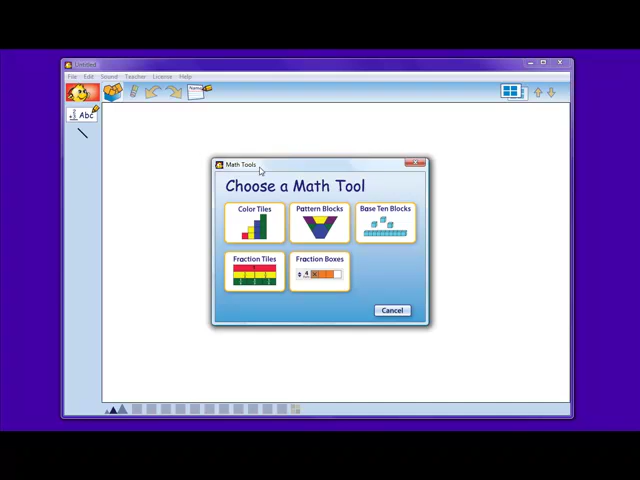 Untitled
File Edit Sound Teacher License Help
Abc
Math Tools
Choose a Math Tool
Color Tiles Pattern Blocks Base Ten Blocks
Fraction Tiles Fraction Boxes
Cancel